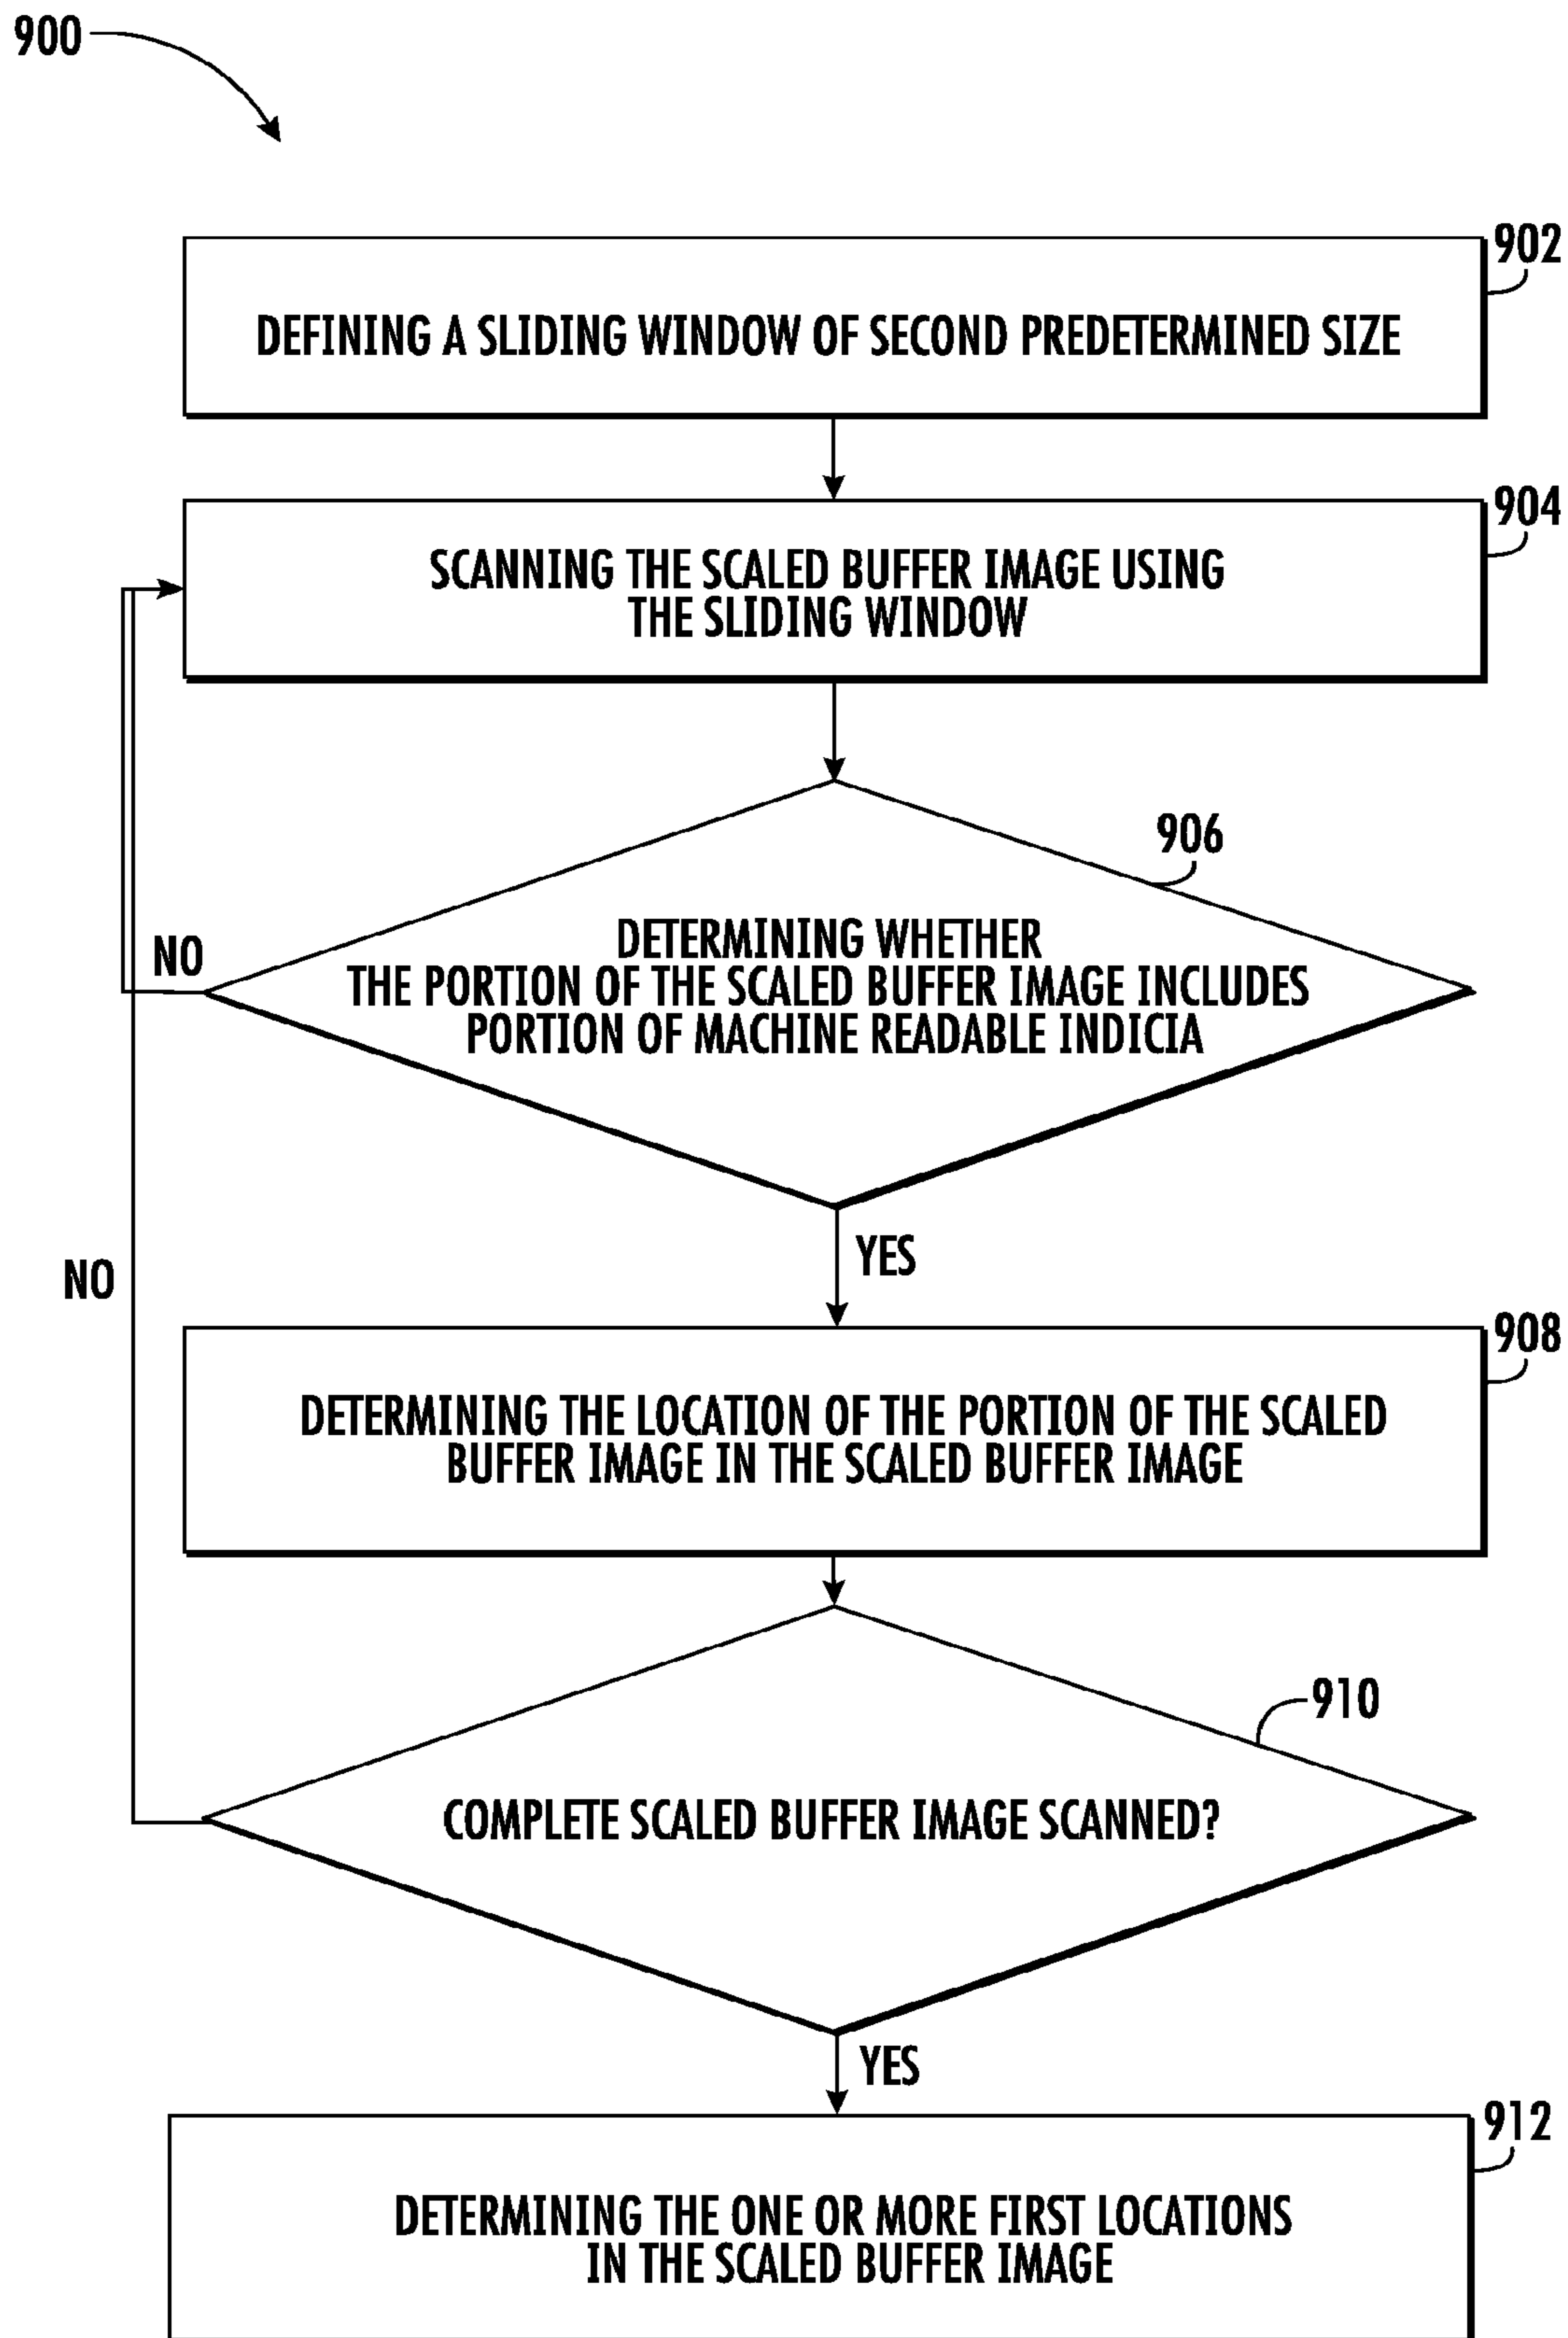 900
902
DEFINING A SLIDING WINDOW OF SECOND PREDETERMINED SIZE
904
SCANNING THE SCALED BUFFER IMAGE USING
THE SLIDING WINDOW
906
DETERMINING WHETHER
THE PORTION OF THE SCALED BUFFER IMAGE INCLUDES
PORTION OF MACHINE READABLE INDICIA
NO
YES
NO
908
DETERMINING THE LOCATION OF THE PORTION OF THE SCALED
BUFFER IMAGE IN THE SCALED BUFFER IMAGE
910
COMPLETE SCALED BUFFER IMAGE SCANNED?
YES
912
DETERMINING THE ONE OR MORE FIRST LOCATIONS
IN THE SCALED BUFFER IMAGE